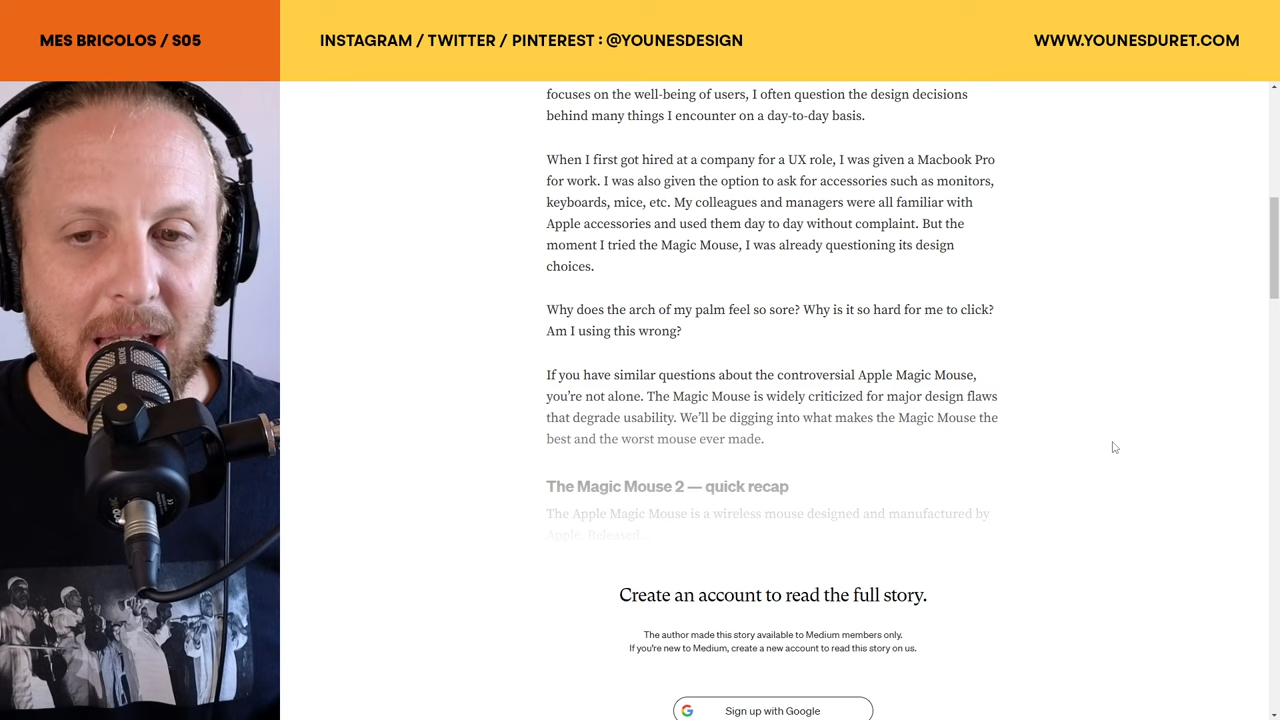 MES BRICOLOS / S05
INSTAGRAM / TWITTER / PINTEREST : @YOUNESDESIGN
WWW.YOUNESDURET.COM
focuses on the well-being of users, I often question the design decisions
behind many things I encounter on a day-to-day basis.
When I first got hired at a company for a UX role, I was given a Macbook Pro
for work. I was also given the option to ask for accessories such as monitors,
keyboards, mice, etc. My colleagues and managers were all familiar with
Apple accessories and used them day to day without complaint. But the
moment I tried the Magic Mouse, I was already questioning its design
choices.
Why does the arch of my palm feel so sore? Why is it so hard for me to click?
Am I using this wrong?
If you have similar questions about the controversial Apple Magic Mouse,
you’re not alone. The Magic Mouse is widely criticized for major design flaws
that degrade usability. We’ll be digging into what makes the Magic Mouse the
best and the worst mouse ever made.
The Magic Mouse 2 — quick recap
The Apple Magic Mouse is a wireless mouse designed and manufactured by
Apple. Released...
Create an account to read the full story.
The author made this story available to Medium members only.
If you’re new to Medium, create a new account to read this story on us.
Sign up with Google
RØDE